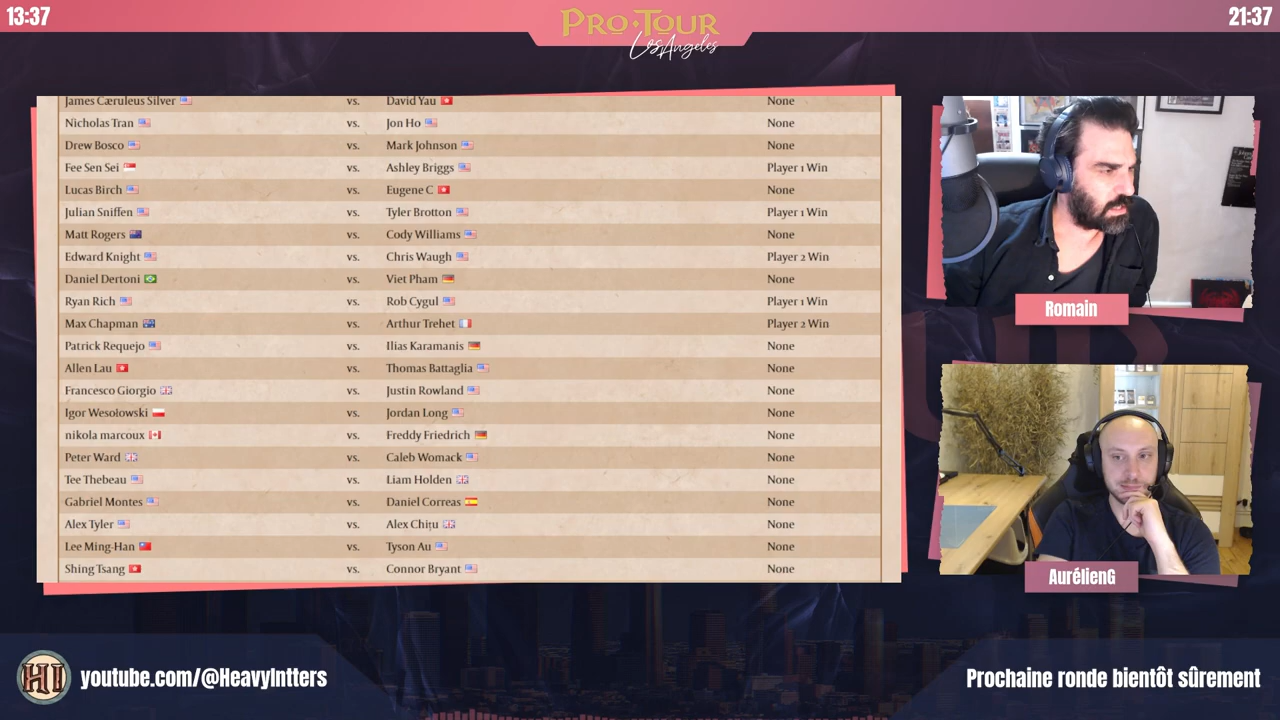 13:37
PRO TOUR
Los Angeles
21:37
James Cæruleus Silver vs. David Yau None
Nicholas Tran vs. Jon Ho None
Drew Bosco vs. Mark Johnson None
Fee Sen Sei vs. Ashley Briggs Player 1 Win
Lucas Birch vs. Eugene C None
Julian Sniffen vs. Tyler Brotton Player 1 Win
Matt Rogers vs. Cody Williams None
Edward Knight vs. Chris Waugh Player 2 Win
Daniel Dertoni vs. Viet Pham None
Ryan Rich vs. Rob Cygul Player 1 Win
Max Chapman vs. Arthur Trehet Player 2 Win
Patrick Requejo vs. Ilias Karamanis None
Allen Lau vs. Thomas Battaglia None
Francesco Giorgio vs. Justin Rowland None
Igor Wesołowski vs. Jordan Long None
nikola marcoux vs. Freddy Friedrich None
Peter Ward vs. Caleb Womack None
Tee Thebeau vs. Liam Holden None
Gabriel Montes vs. Daniel Correas None
Alex Tyler vs. Alex Chițu None
Lee Ming-Han vs. Tyson Au None
Shing Tsang vs. Connor Bryant None
Romain
AurélienG
HI
youtube.com/@HeavyIntters
Prochaine ronde bientôt sûrement